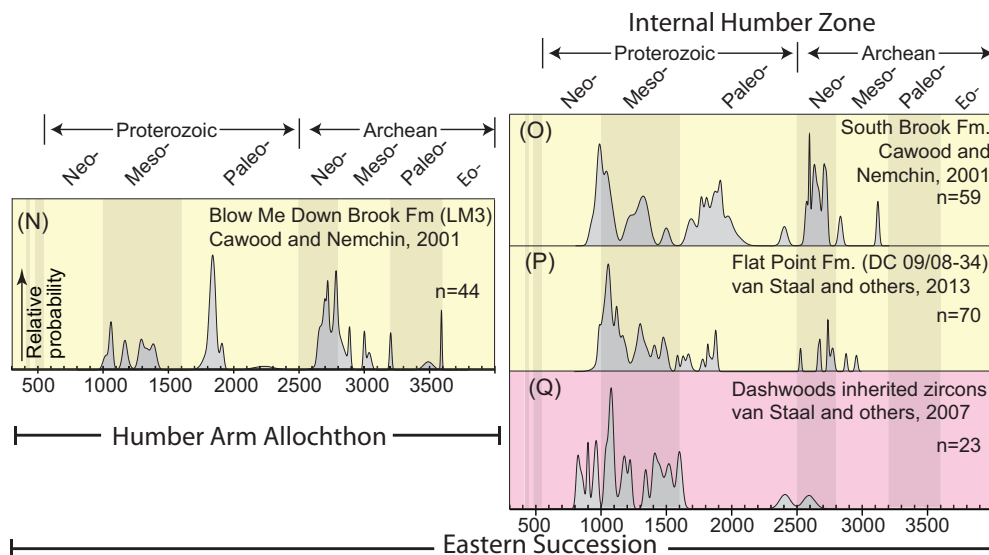 Internal Humber Zone
Proterozoic
Archean
Neo-
Meso-
Paleo-
Neo-
Meso-
Paleo-
Eo-
Proterozoic
Archean
Neo-
Meso-
Paleo-
Neo-
Meso-
Paleo-
Eo-
(N)
Blow Me Down Brook Fm (LM3)
Cawood and Nemchin, 2001
n=44
Relative
probability
500 1000 1500 2000 2500 3000 3500
Humber Arm Allochthon
(O)
South Brook Fm.
Cawood and
Nemchin, 2001
n=59
(P)
Flat Point Fm. (DC 09/08-34)
van Staal and others, 2013
n=70
(Q)
Dashwoods inherited zircons
van Staal and others, 2007
n=23
500 1000 1500 2000 2500 3000 3500
Eastern Succession